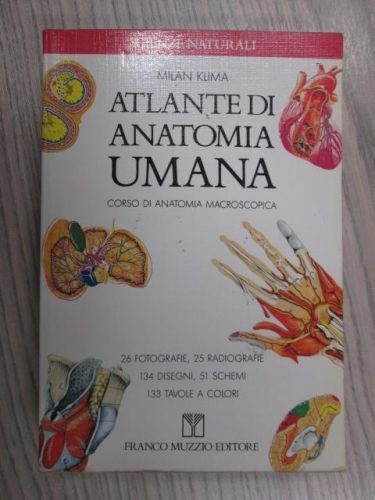 NATURALI
MILAN KLIMA
ATLANTE DI
ANATOMIA
UMANA
CORSO DI ANATOMIA MACROSCOPICA
26 FOTOGRAFIE, 25 RADIOGRAFIE
134 DISEGNI, 51 SCHEMI
133 TAVOLE A COLORI
FRANCO MUZZIO EDITORE